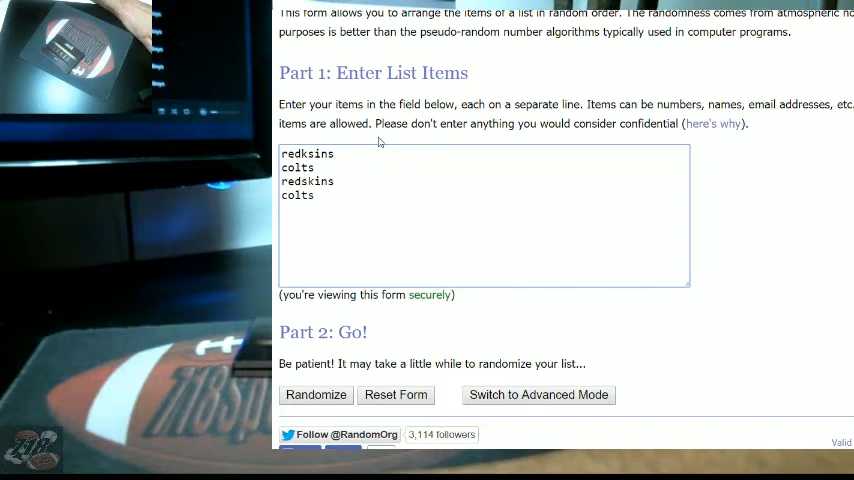 This form allows you to arrange the items of a list in random order. The randomness comes from atmospheric no
purposes is better than the pseudo-random number algorithms typically used in computer programs.
Part 1: Enter List Items
Enter your items in the field below, each on a separate line. Items can be numbers, names, email addresses, etc.
items are allowed. Please don't enter anything you would consider confidential (here's why).
redksins
colts
redskins
colts
(you're viewing this form securely)
Part 2: Go!
Be patient! It may take a little while to randomize your list...
Randomize
Reset Form
Switch to Advanced Mode
Follow @RandomOrg
3,114 followers
Valid
718sp